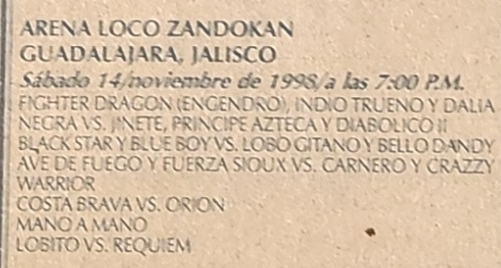 ARENA LOCO ZANDOKAN
GUADALAJARA, JALISCO
Sábado 14/noviembre de 1998/a las 7:00 P.M.
FIGHTER DRAGON (ENGENDRO), INDIO TRUENO Y DALIA
NEGRA VS. JINETE, PRINCIPE AZTECA Y DIABOLICO II
BLACK STAR Y BLUE BOY VS. LOBO GITANO Y BELLO DANDY
AVE DE FUEGO Y FUERZA SIOUX VS. CARNERO Y CRAZZY
WARRIOR
COSTA BRAVA VS. ORION
MANO A MANO
LOBITO VS. REQUIEM